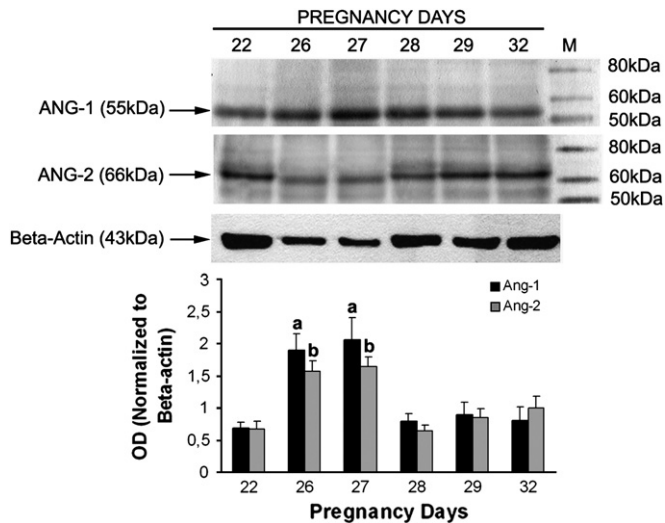 PREGNANCY DAYS
22 26 27 28 29 32 M
80kDa
ANG-1 (55kDa)
60kDa
50kDa
80kDa
ANG-2 (66kDa)
60kDa
50kDa
Beta-Actin (43kDa)
OD (Normalized to
Beta-actin)
3
2,5
2
1,5
1
0,5
0
a
b
a
b
Ang-1
Ang-2
22 26 27 28 29 32
Pregnancy Days